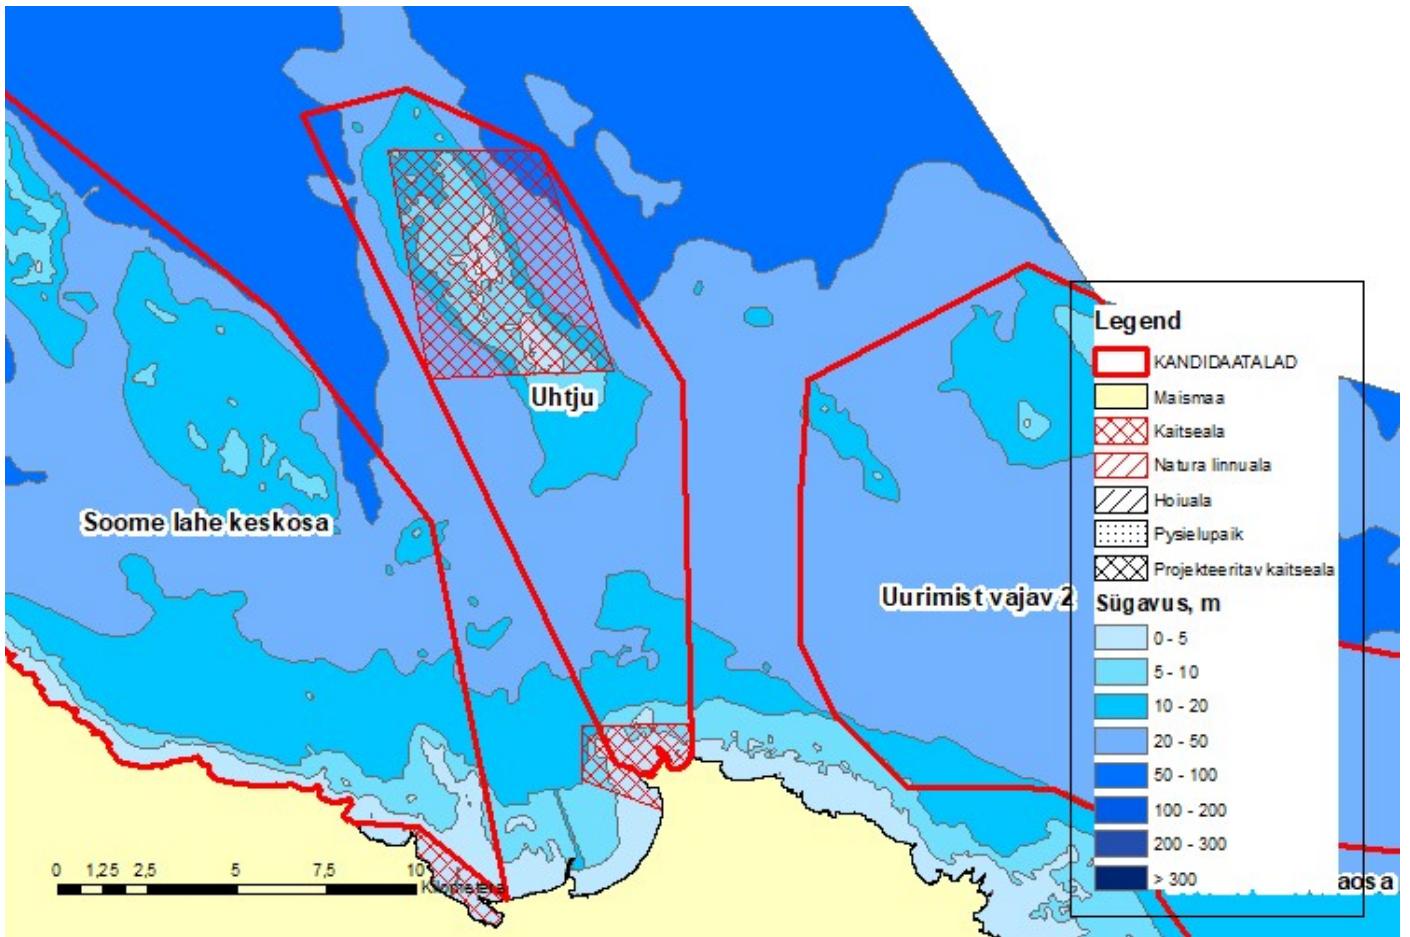 Uhtju
Soome lahe keskosa
Uurimist vajav 2
Legend
KANDIDAATALAD
Maismaa
Kaitseala
Natura linnuala
Hoiuala
Pysielupaik
Projekteeritav kaitseala
Sügavus, m
0 - 5
5 - 10
10 - 20
20 - 50
50 - 100
100 - 200
200 - 300
> 300
aosa
0 1,25 2,5 5 7,5 10
Kilometers